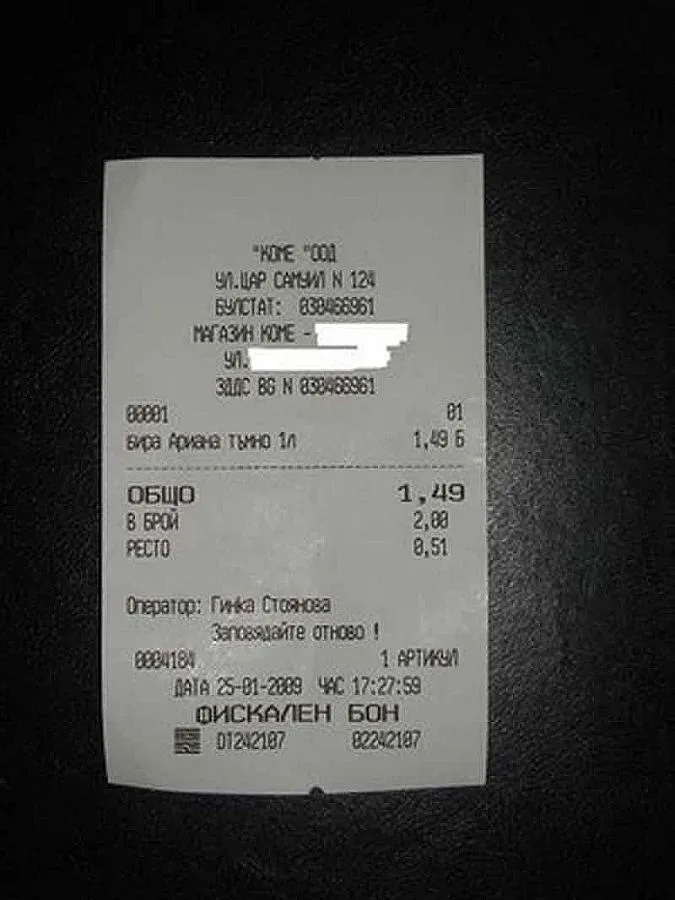 "КОМЕ "ООД
УЛ.ЦАР САМУИЛ N 124
БУЛСТАТ: 030466961
МАГАЗИН КОМЕ -
УЛ.
ЗДДС BG N 030466961
00001 01
бира Ариана тъмно 1л 1,49 Б
ОБЩО 1,49
В БРОЙ 2,00
РЕСТО 0,51
Оператор: Гинка Стоянова
Заповядайте отново !
0004184 1 АРТИКУЛ
ДАТА 25-01-2009 ЧАС 17:27:59
ФИСКАЛЕН БОН
DT242107 02242107